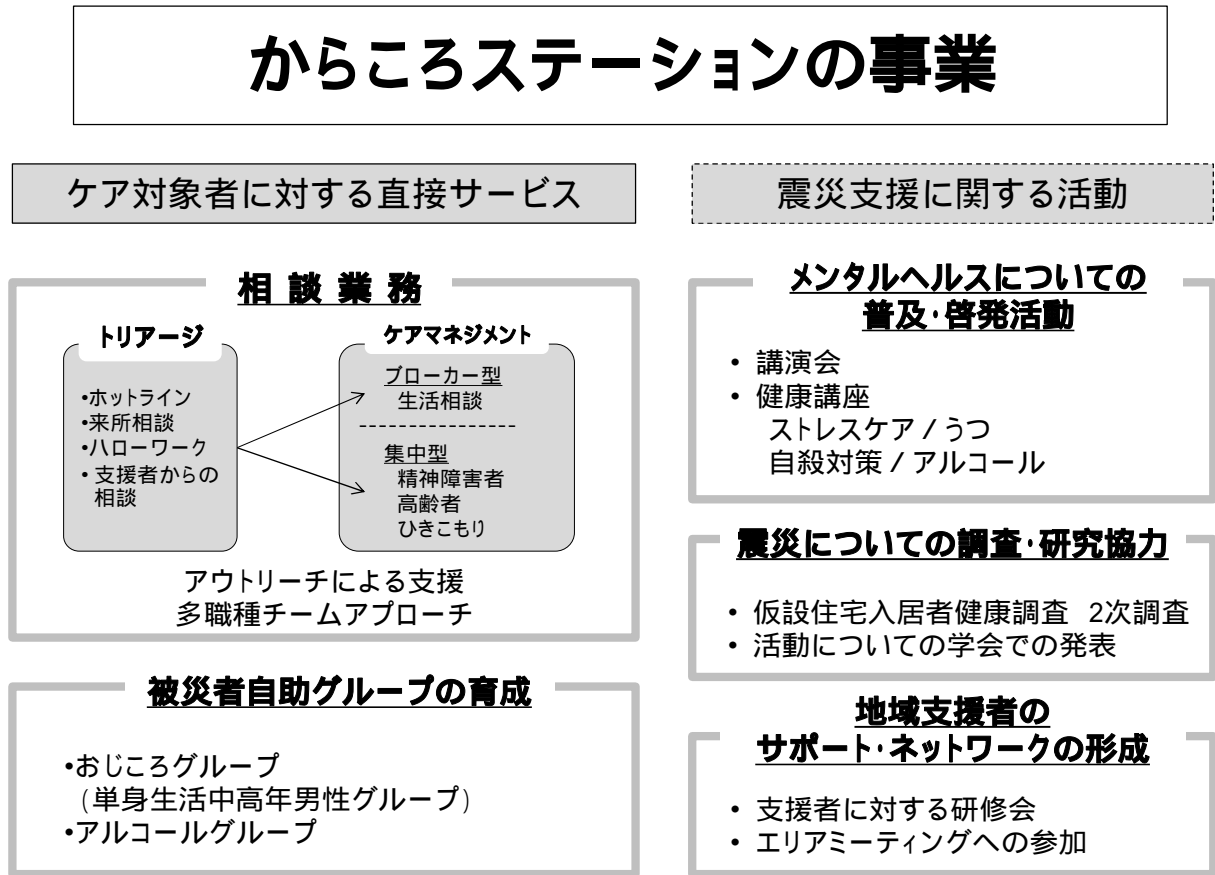 からころステーションの事業
ケア対象者に対する直接サービス
相談業務
トリアージ
•ホットライン
•来所相談
•ハローワーク
•支援者からの
相談
ケアマネジメント
ブローカー型
生活相談
集中型
精神障害者
高齢者
ひきこもり
アウトリーチによる支援
多職種チームアプローチ
被災者自助グループの育成
•おじころグループ
(単身生活中高年男性グループ)
•アルコールグループ
震災支援に関する活動
メンタルヘルスについての
普及・啓発活動
• 講演会
• 健康講座
ストレスケア / うつ
自殺対策 / アルコール
震災についての調査・研究協力
• 仮設住宅入居者健康調査 2次調査
• 活動についての学会での発表
地域支援者の
サポート・ネットワークの形成
• 支援者に対する研修会
• エリアミーティングへの参加